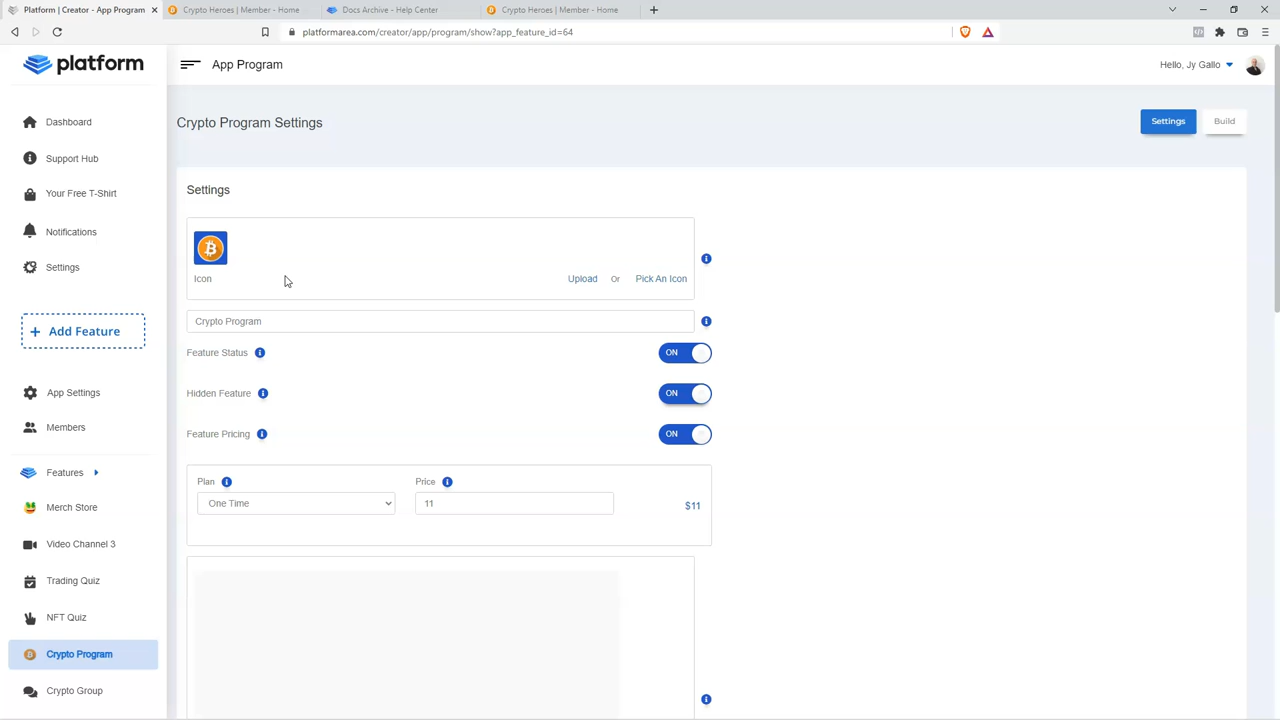 Platform | Creator - App Program
Crypto Heroes | Member - Home
Docs Archive - Help Center
Crypto Heroes | Member - Home
platformarea.com/creator/app/program/show?app_feature_id=64
platform
App Program
Hello, Jy Gallo
Dashboard
Support Hub
Your Free T-Shirt
Notifications
Settings
+ Add Feature
App Settings
Members
Features
Merch Store
Video Channel 3
Trading Quiz
NFT Quiz
Crypto Program
Crypto Group
Crypto Program Settings
Settings
Build
Settings
Icon
Upload Or Pick An Icon
Crypto Program
Feature Status
ON
Hidden Feature
ON
Feature Pricing
ON
Plan
Price
One Time
11
$11